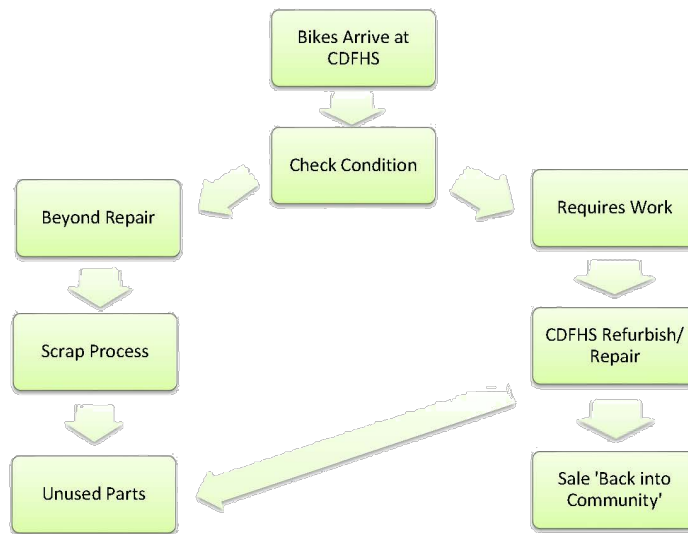 Bikes Arrive at
CDFHS
Check Condition
Beyond Repair
Requires Work
Scrap Process
CDFHS Refurbish/
Repair
Unused Parts
Sale 'Back into
Community'